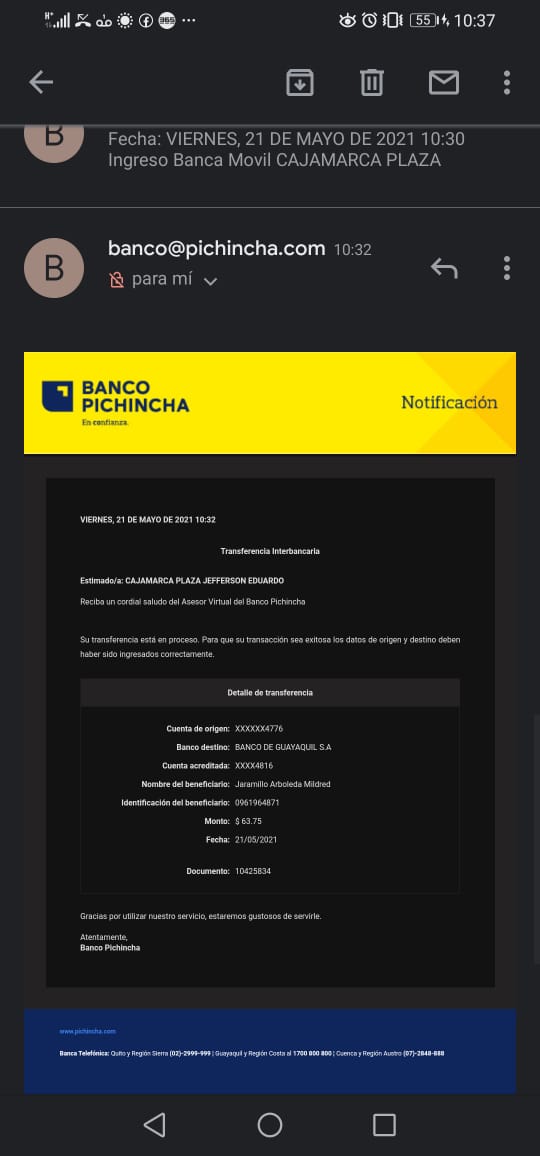 H+ 365 55 10:37
B
Fecha: VIERNES, 21 DE MAYO DE 2021 10:30
Ingreso Banca Movil CAJAMARCA PLAZA
B
banco@pichincha.com 10:32
para mí
BANCO
PICHINCHA
En confianza.
Notificación
VIERNES, 21 DE MAYO DE 2021 10:32
Transferencia Interbancaria
Estimado/a: CAJAMARCA PLAZA JEFFERSON EDUARDO
Reciba un cordial saludo del Asesor Virtual del Banco Pichincha
Su transferencia está en proceso. Para que su transacción sea exitosa los datos de origen y destino deben
haber sido ingresados correctamente.
Detalle de transferencia
Cuenta de origen: XXXXXX4776
Banco destino: BANCO DE GUAYAQUIL S.A
Cuenta acreditada: XXXX4816
Nombre del beneficiario: Jaramillo Arboleda Mildred
Identificación del beneficiario: 0961964871
Monto: $ 63.75
Fecha: 21/05/2021
Documento: 10425834
Gracias por utilizar nuestro servicio, estaremos gustosos de servirle.
Atentamente,
Banco Pichincha
www.pichincha.com
Banca Telefónica: Quito y Región Sierra (02)-2999-999 | Guayaquil y Región Costa al 1700 800 800 | Cuenca y Región Austro (07)-2848-888